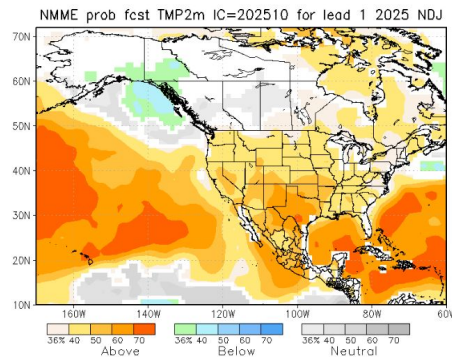 NMME prob fcst TMP2m IC=202510 for lead 1 2025 NDJ
70N
60N
50N
40N
30N
20N
10N
160W 140W 120W 100W 80W 60W
36% 40 50 60 70 36% 40 50 60 70 36% 40 50 60 70
Above Below Neutral